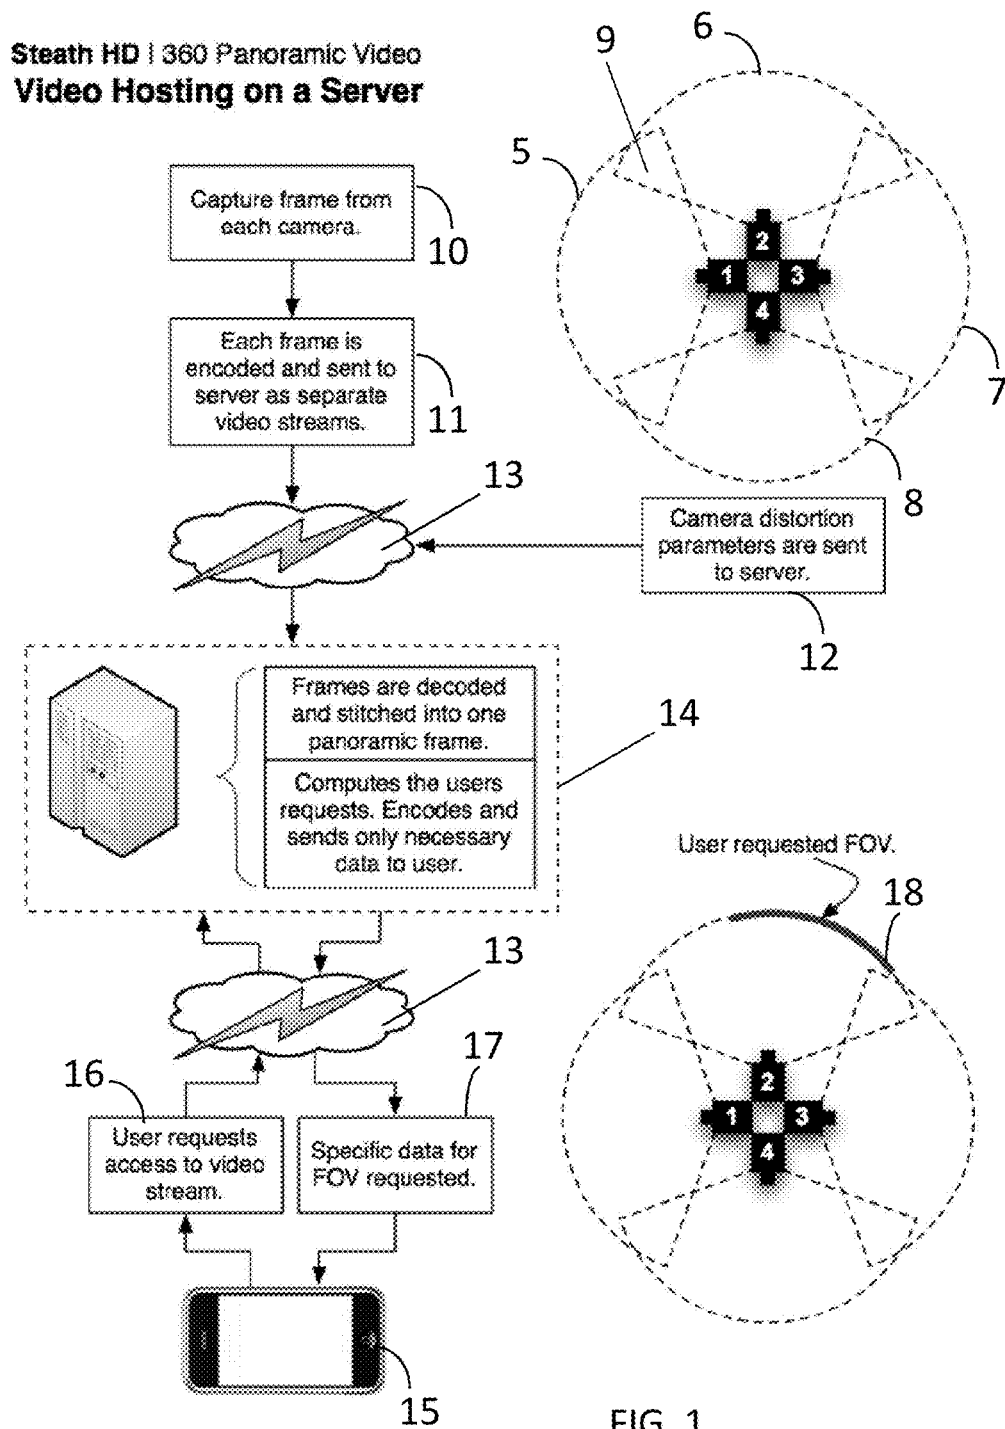 Steath HD | 360 Panoramic Video
Video Hosting on a Server
Capture frame from
each camera.
10
Each frame is
encoded and sent to
server as separate
video streams.
11
5
9
6
7
8
1
2
3
4
13
Camera distortion
parameters are sent
to server.
12
Frames are decoded
and stitched into one
panoramic frame.
Computes the users
requests. Encodes and
sends only necessary
data to user.
14
User requested FOV.
18
1
2
3
4
13
16
User requests
access to video
stream.
17
Specific data for
FOV requested.
15
FIG. 1